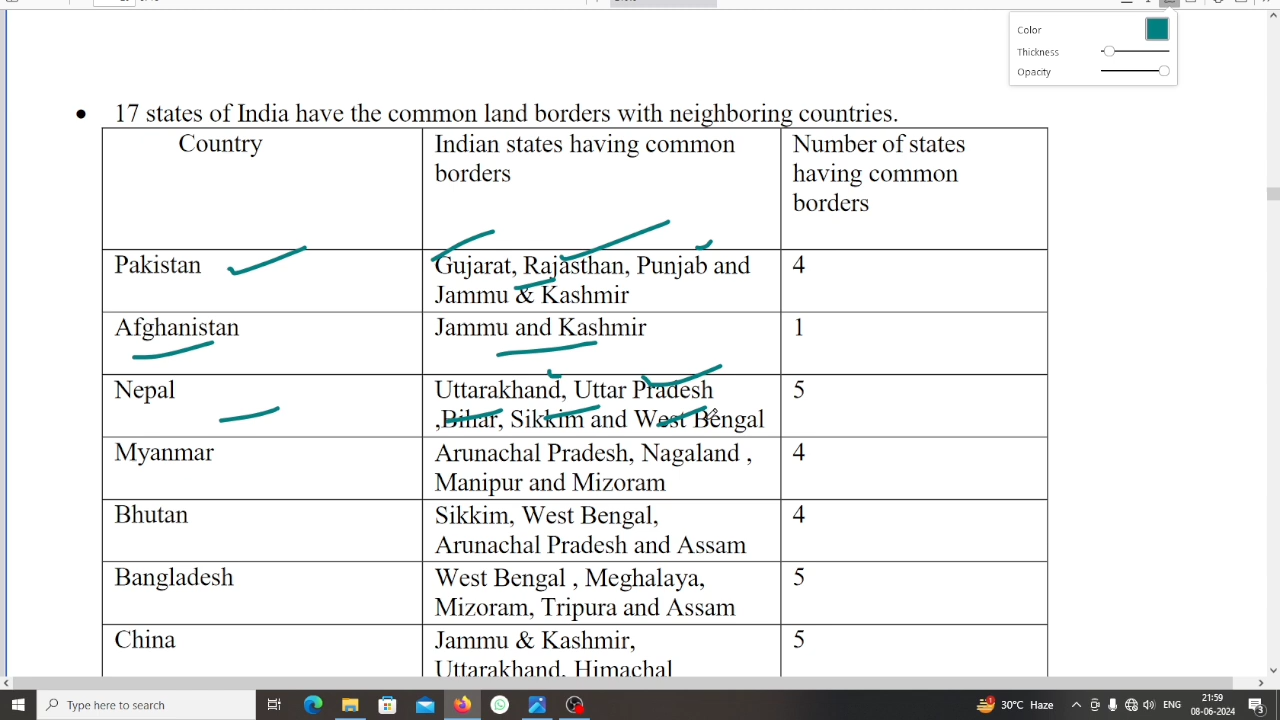 Color
Thickness
Opacity
• 17 states of India have the common land borders with neighboring countries.
Country
Indian states having common
borders
Number of states
having common
borders
Pakistan
Gujarat, Rajasthan, Punjab and
Jammu & Kashmir
4
Afghanistan
Jammu and Kashmir
1
Nepal
Uttarakhand, Uttar Pradesh
,Bihar, Sikkim and West Bengal
5
Myanmar
Arunachal Pradesh, Nagaland ,
Manipur and Mizoram
4
Bhutan
Sikkim, West Bengal,
Arunachal Pradesh and Assam
4
Bangladesh
West Bengal , Meghalaya,
Mizoram, Tripura and Assam
5
China
Jammu & Kashmir,
Uttarakhand, Himachal
5
Type here to search
30°C Haze
ENG
21:59
08-06-2024
3